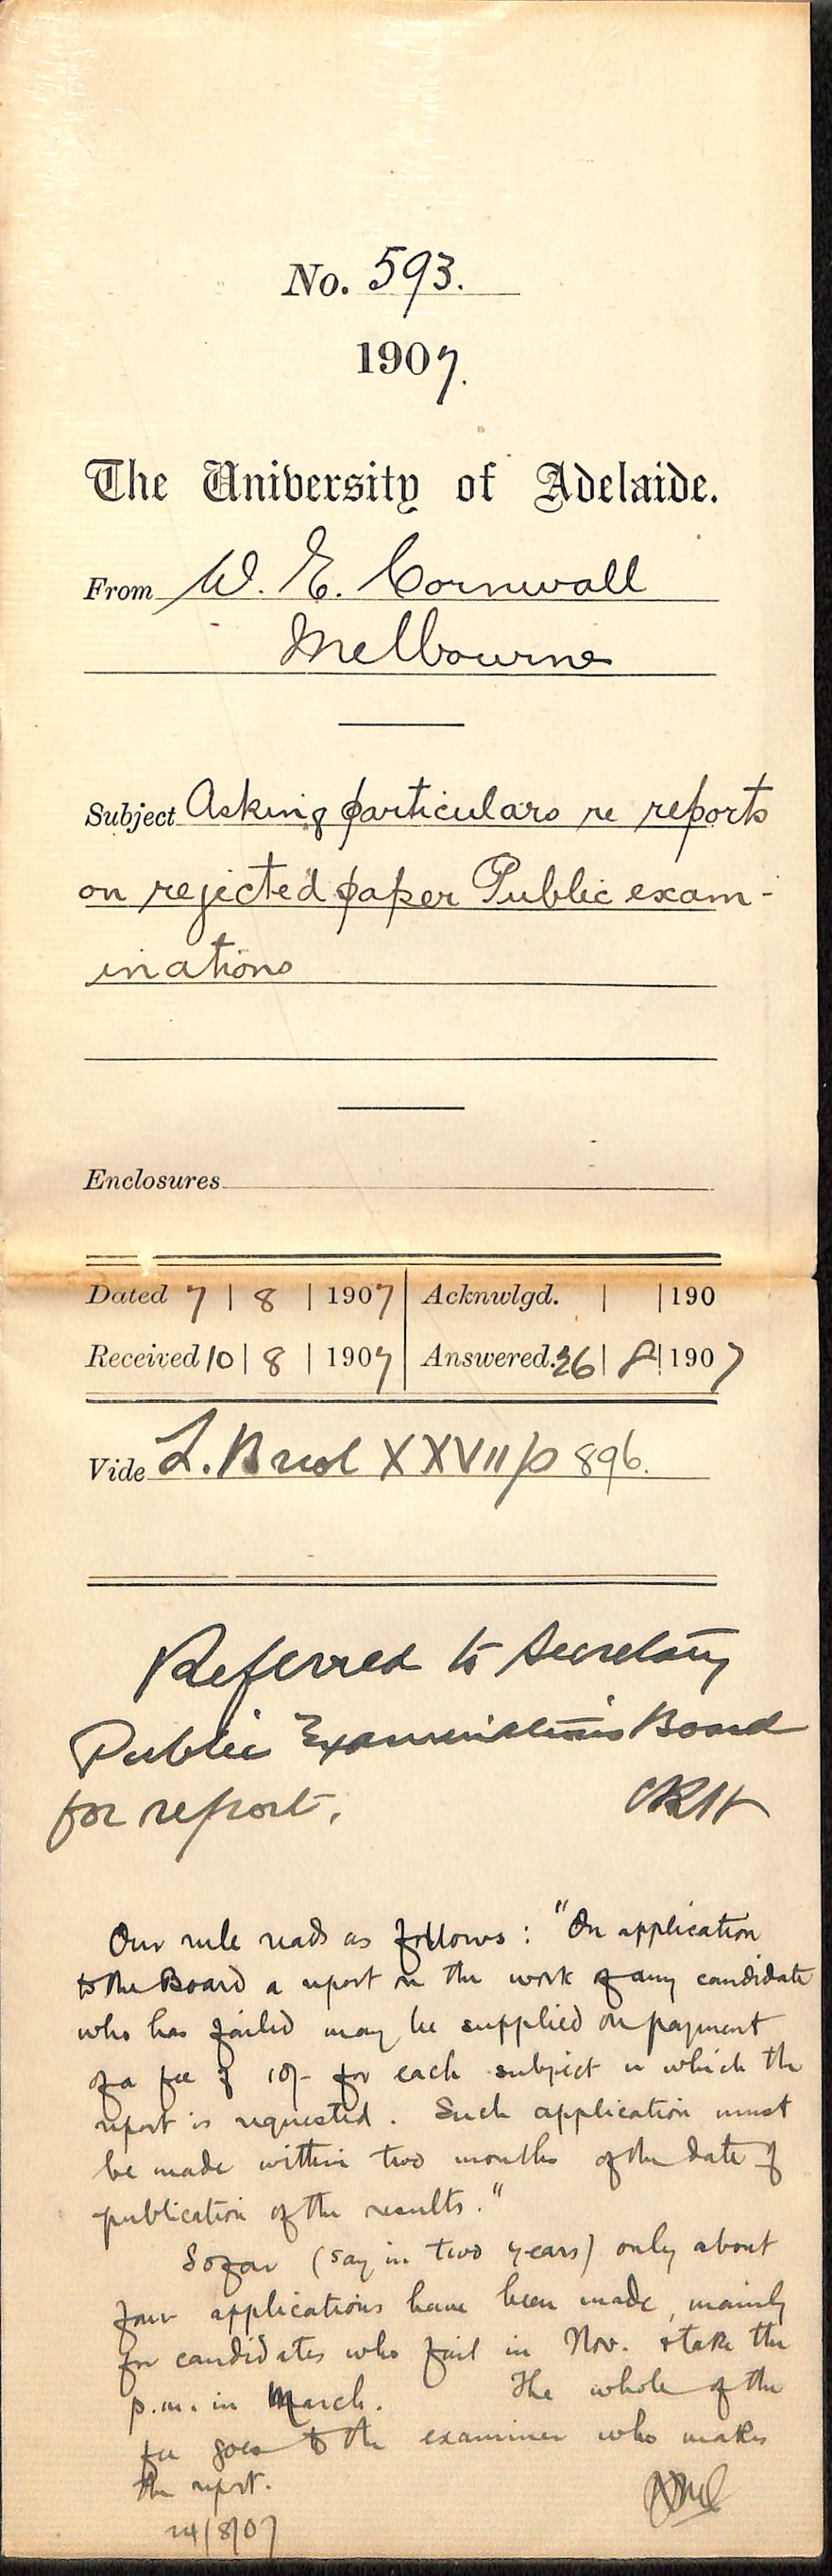 No. 593.
1907.
The University of Adelaide.
From W. E. Cornwall
Melbourne
Subject Asking particulars re reports
on rejected paper Public exam-
inations
Enclosures
Dated 7 | 8 | 1907 Acknwlgd. | | 190
Received 10 | 8 | 1907 Answered. 26 | 8 | 1907
Vide L. XXVII p 896.
Referred to Secretary
Public Examinations Board
for report. CRH
Our rule reads as follows: "On application
to the Board a report on the work of any candidate
who has failed may be supplied on payment
of a fee of 10/- for each subject in which the
report is requested. Such application must
be made within two months of the date of
publication of the results."
So far (say in two years) only about
four applications have been made, mainly
for candidates who fail in Nov. & take the
p.m. in March. The whole of the
fee goes to the examiner who makes
the report.
24/8/07